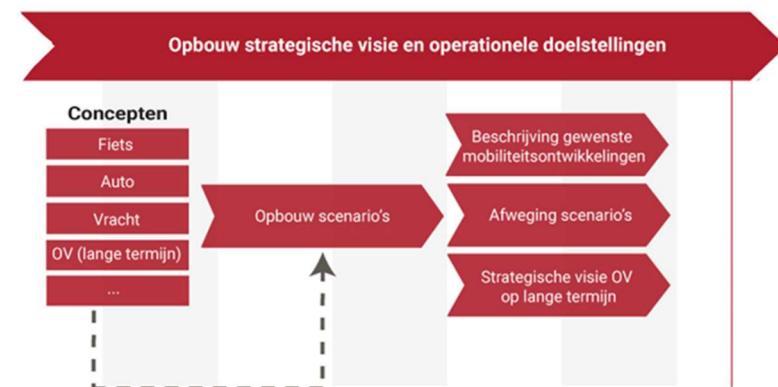 Opbouw strategische visie en operationele doelstellingen
Concepten
Fiets
Auto
Vracht
OV (lange termijn)
...
Opbouw scenario's
Beschrijving gewenste
mobiliteitsontwikkelingen
Afweging scenario's
Strategische visie OV
op lange termijn